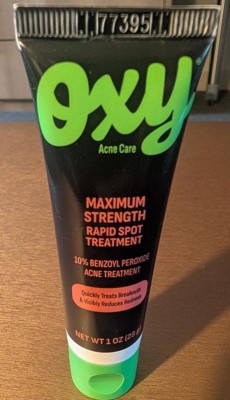 77395
oxy
Acne Care
MAXIMUM
STRENGTH
RAPID SPOT
TREATMENT
10% BENZOYL PEROXIDE
ACNE TREATMENT
Quickly Treats Breakouts
& Visibly Reduces Redness
NET WT 1 OZ (28 g)